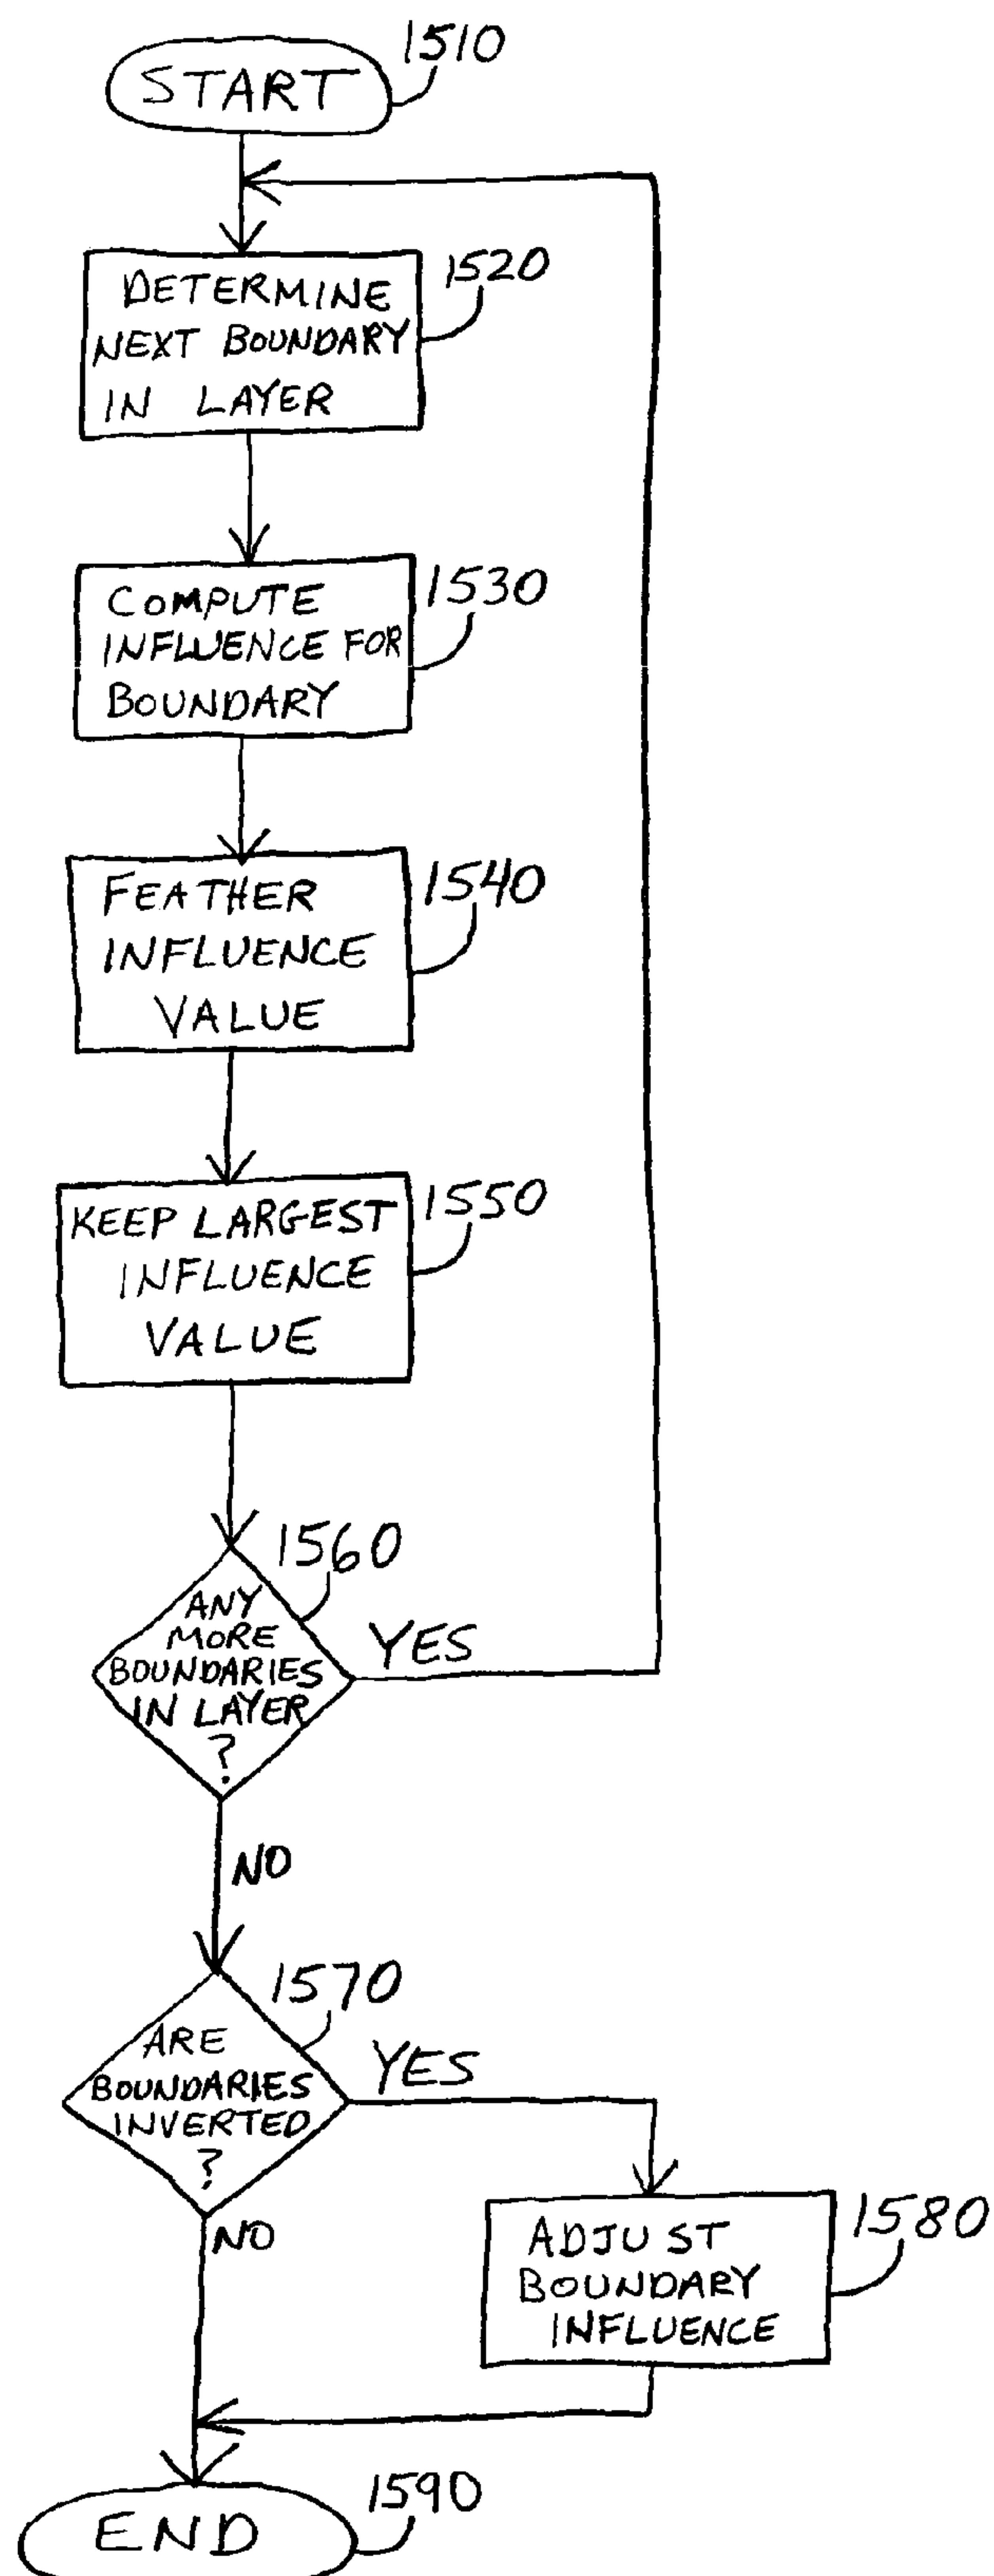 1510
START
1520
DETERMINE
NEXT BOUNDARY
IN LAYER
1530
COMPUTE
INFLUENCE FOR
BOUNDARY
1540
FEATHER
INFLUENCE
VALUE
1550
KEEP LARGEST
INFLUENCE
VALUE
1560
ANY
MORE
BOUNDARIES
IN LAYER
?
YES
NO
1570
ARE
BOUNDARIES
INVERTED
?
YES
NO
1580
ADJUST
BOUNDARY
INFLUENCE
1590
END